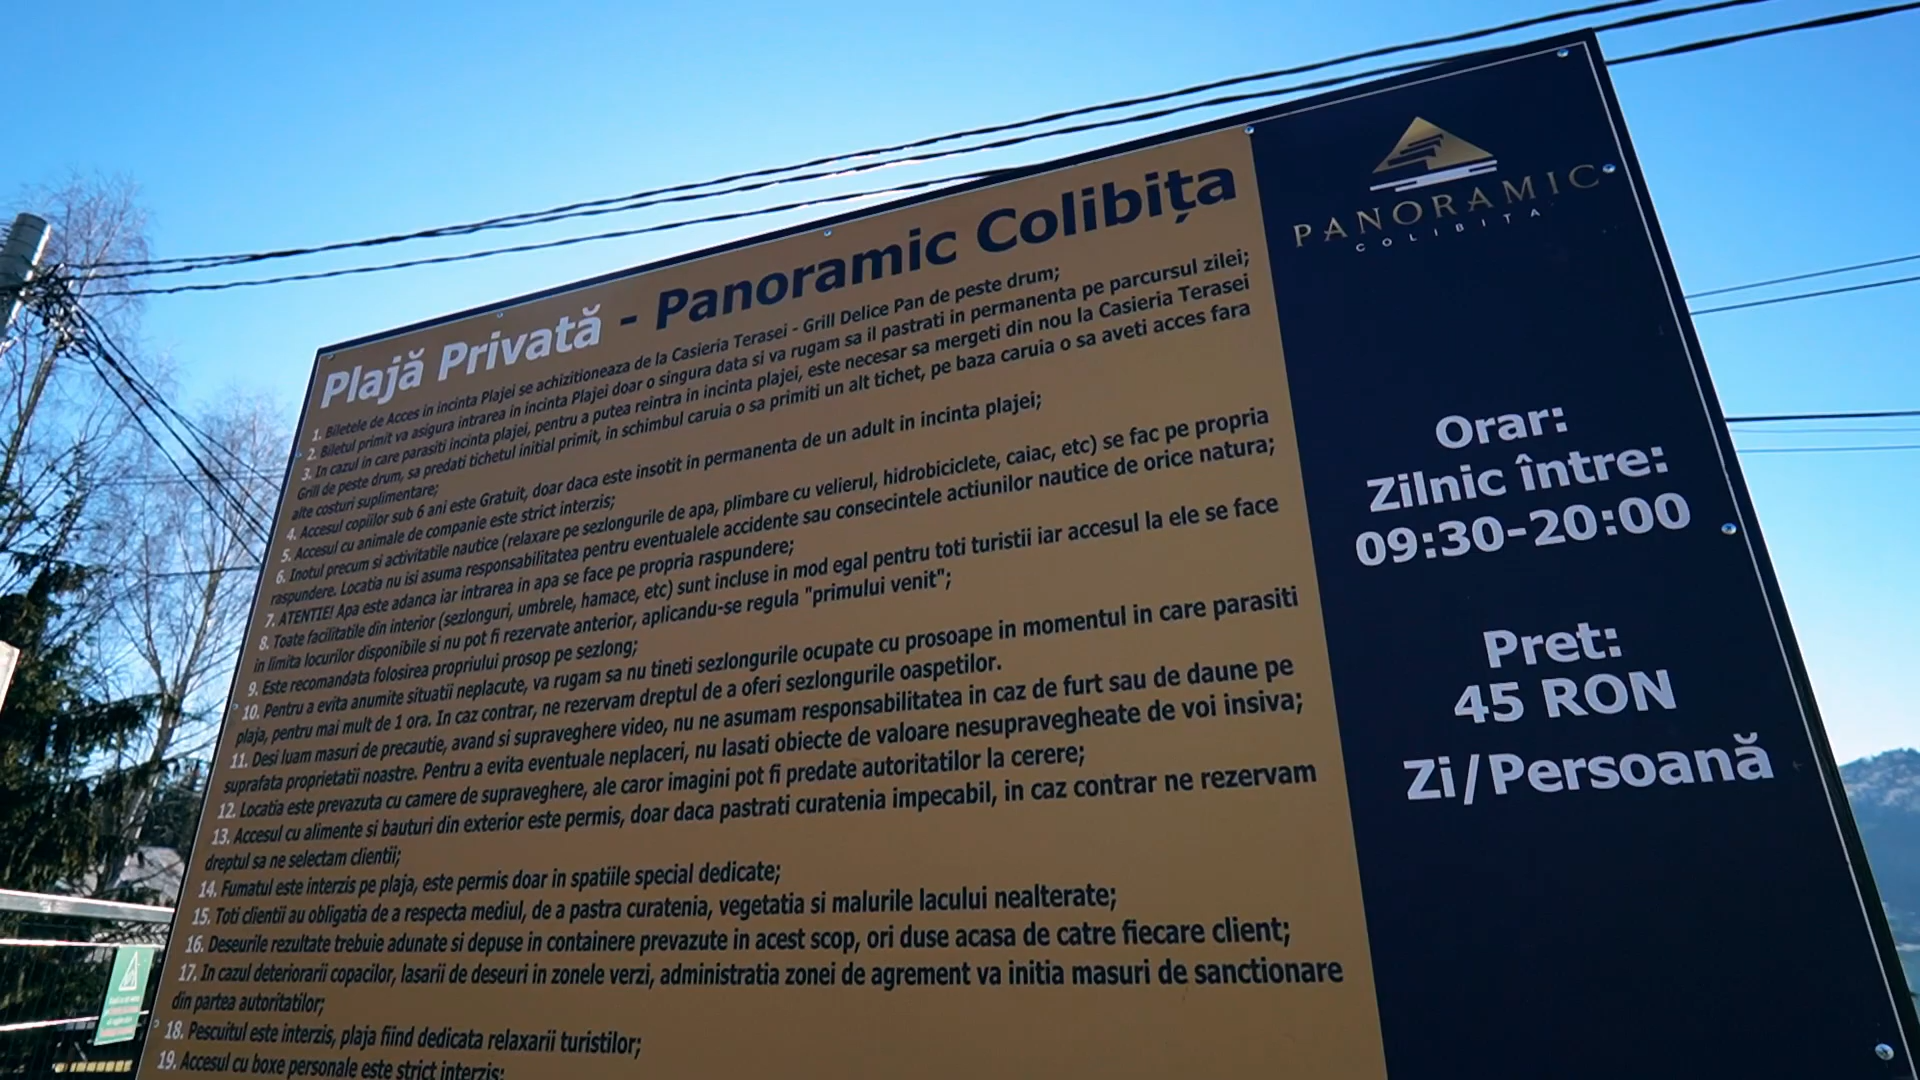 Plajă Privată - Panoramic Colibița
1. Biletele de Acces in incinta Plajei se achizitioneaza de la Casieria Terasei - Grill Delice Pan de peste drum;
2. Biletul primit va asigura intrarea in incinta Plajei doar o singura data si va rugam sa il pastrati in permanenta pe parcursul zilei;
3. In cazul in care parasiti incinta plajei, pentru a putea reintra in incinta plajei, este necesar sa mergeti din nou la Casieria Terasei
Grill de peste drum, sa predati tichetul initial primit, in schimbul caruia o sa primiti un alt tichet, pe baza caruia o sa aveti acces fara
alte costuri suplimentare;
4. Accesul copiilor sub 6 ani este Gratuit, doar daca este insotit in permanenta de un adult in incinta plajei;
5. Accesul cu animale de companie este strict interzis;
6. Inotul precum si activitatile nautice (relaxare pe sezlongurile de apa, plimbare cu velierul, hidrobiciclete, caiac, etc) se fac pe propria
raspundere. Locatia nu isi asuma responsabilitatea pentru eventualele accidente sau consecintele actiunilor nautice de orice natura;
7. ATENTIE! Apa este adanca iar intrarea in apa se face pe propria raspundere;
8. Toate facilitatile din interior (sezlonguri, umbrele, hamace, etc) sunt incluse in mod egal pentru toti turistii iar accesul la ele se face
in limita locurilor disponibile si nu pot fi rezervate anterior, aplicandu-se regula "primului venit";
9. Este recomandata folosirea propriului prosop pe sezlong;
10. Pentru a evita anumite situatii neplacute, va rugam sa nu tineti sezlongurile ocupate cu prosoape in momentul in care parasiti
plaja, pentru mai mult de 1 ora. In caz contrar, ne rezervam dreptul de a oferi sezlongurile oaspetilor.
11. Desi luam masuri de precautie, avand si supraveghere video, nu ne asumam responsabilitatea in caz de furt sau de daune pe
suprafata proprietatii noastre. Pentru a evita eventuale neplaceri, nu lasati obiecte de valoare nesupravegheate de voi insiva;
12. Locatia este prevazuta cu camere de supraveghere, ale caror imagini pot fi predate autoritatilor la cerere;
13. Accesul cu alimente si bauturi din exterior este permis, doar daca pastrati curatenia impecabil, in caz contrar ne rezervam
dreptul sa ne selectam clientii;
14. Fumatul este interzis pe plaja, este permis doar in spatiile special dedicate;
15. Toti clientii au obligatia de a respecta mediul, de a pastra curatenia, vegetatia si malurile lacului nealterate;
16. Deseurile rezultate trebuie adunate si depuse in containere prevazute in acest scop, ori duse acasa de catre fiecare client;
17. In cazul deteriorarii copacilor, lasarii de deseuri in zonele verzi, administratia zonei de agrement va initia masuri de sanctionare
din partea autoritatilor;
18. Pescuitul este interzis, plaja fiind dedicata relaxarii turistilor;
19. Accesul cu boxe personale este strict interzis;
PANORAMIC
COLIBITA
Orar:
Zilnic între:
09:30-20:00
Pret:
45 RON
Zi/Persoană